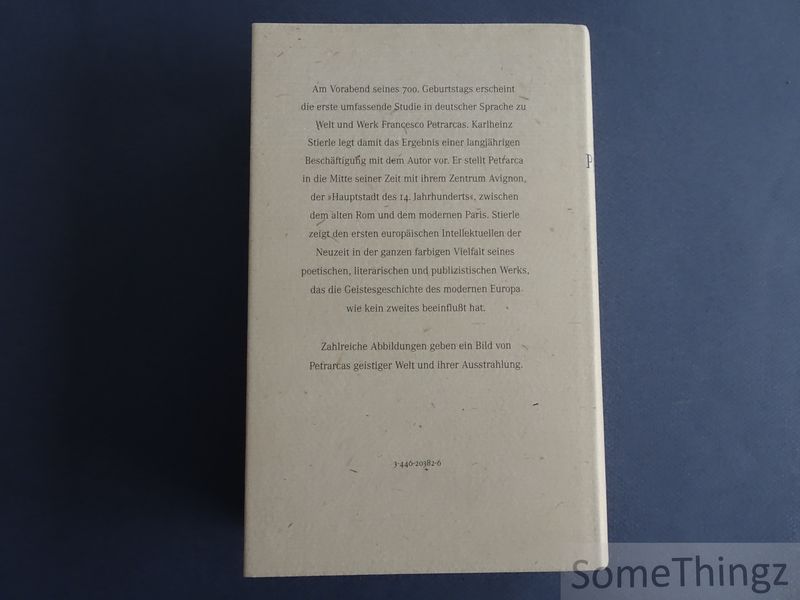 Am Vorabend seines 700. Geburtstags erscheint
die erste umfassende Studie in deutscher Sprache zu
Welt und Werk Francesco Petrarcas. Karlheinz
Stierle legt damit das Ergebnis einer langjährigen
Beschäftigung mit dem Autor vor. Er stellt Petrarca
in die Mitte seiner Zeit mit ihrem Zentrum Avignon,
der »Hauptstadt des 14. Jahrhunderts«, zwischen
dem alten Rom und dem modernen Paris. Stierle
zeigt den ersten europäischen Intellektuellen der
Neuzeit in der ganzen farbigen Vielfalt seines
poetischen, literarischen und publizistischen Werks,
das die Geistesgeschichte des modernen Europa
wie kein zweites beeinflußt hat.
Zahlreiche Abbildungen geben ein Bild von
Petrarcas geistiger Welt und ihrer Ausstrahlung.
3-446-20382-6
P
SomeThingz